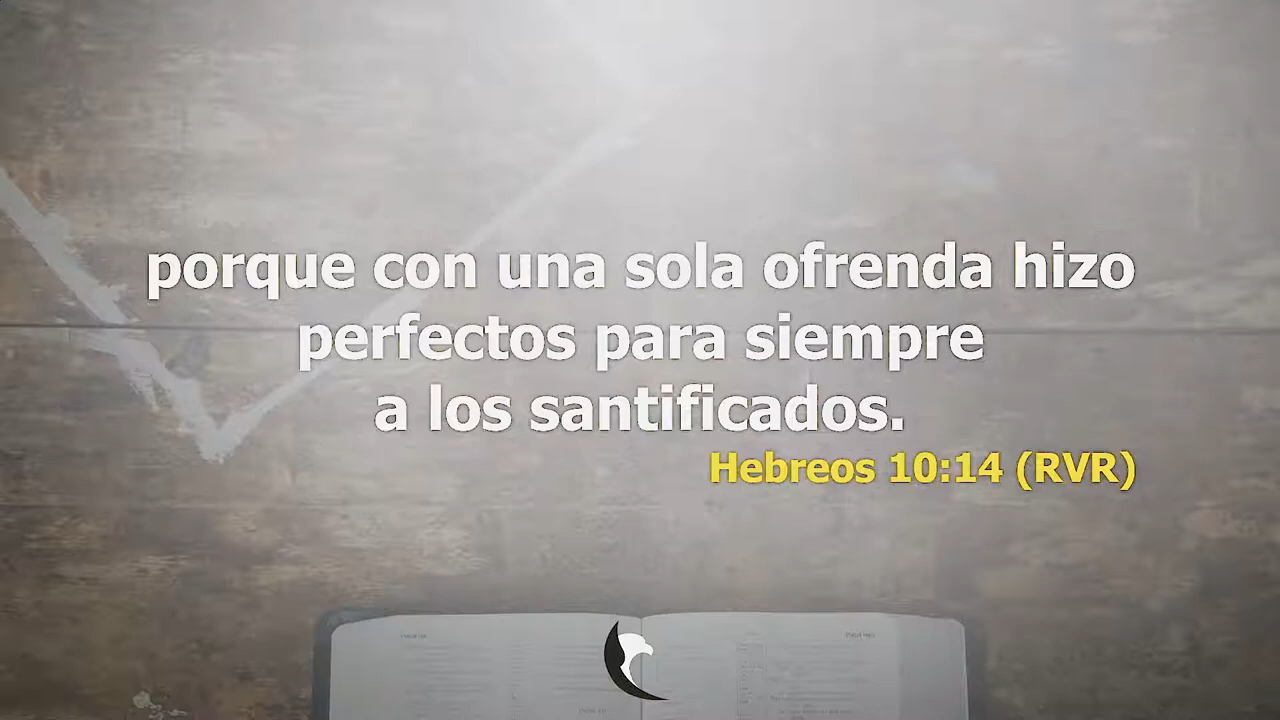 porque con una sola ofrenda hizo
perfectos para siempre
a los santificados.
Hebreos 10:14 (RVR)